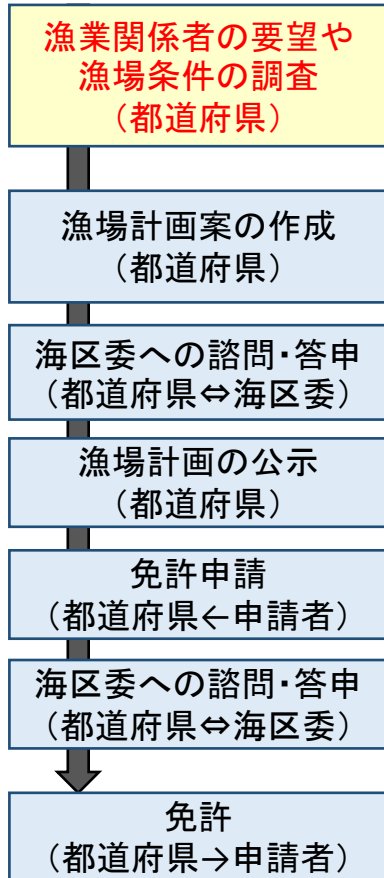 漁業関係者の要望や
漁場条件の調査
（都道府県）
漁場計画案の作成
（都道府県）
海区委への諮問・答申
（都道府県⇔海区委）
漁場計画の公示
（都道府県）
免許申請
（都道府県←申請者）
海区委への諮問・答申
（都道府県⇔海区委）
免許
（都道府県→申請者）